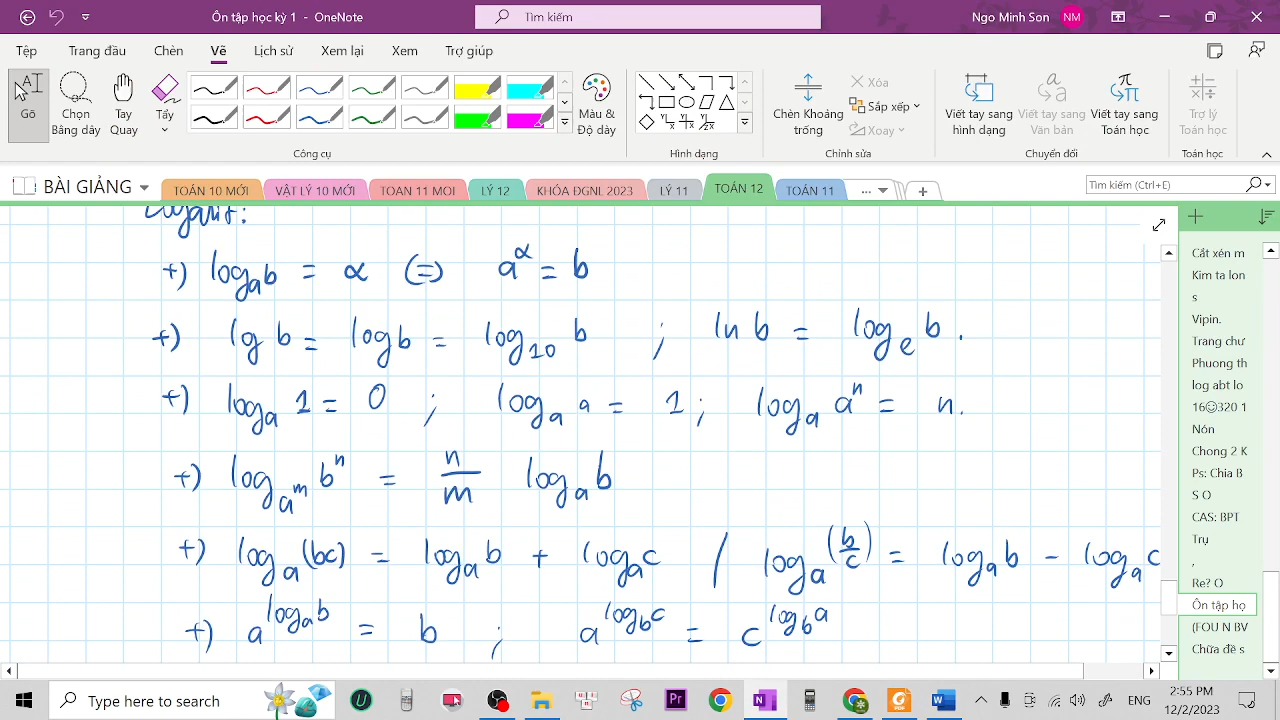 Ôn tập học kỳ 1 - OneNote
Tìm kiếm
Ngo Minh Son NM
Tệp Trang đầu Chèn Vẽ Lịch sử Xem lại Xem Trợ giúp
Gõ
Chọn Bằng dây
Tay Quay
Tẩy
Màu & Độ dày
Chèn Khoảng trống
Xóa
Sắp xếp
Xoay
Viết tay sang hình dạng
Viết tay sang Văn bản
Viết tay sang Toán học
Trợ lý Toán học
Công cụ Hình dạng Chỉnh sửa Chuyển đổi Toán học
BÀI GIẢNG TOÁN 10 MỚI VẬT LÝ 10 MỚI TOAN 11 MOI LÝ 12 KHÓA ĐGNL 2023 LÝ 11 TOÁN 12 TOÁN 11 ... Tìm kiếm (Ctrl+E)
+) log_a b = α (=) a^α = b
+) lg b = log b = log_10 b ; ln b = log_e b .
+) log_a 1 = 0 ; log_a a = 1 ; log_a a^n = n.
+) log_{a^m} b^n = n/m log_a b
+) log_a (bc) = log_a b + log_a c / log_a (b/c) = log_a b - log_a c
+) a^{log_a b} = b ; a^{log_b c} = c^{log_b a}
Cắt xén m
Kim ta lon
s
Vipin.
Trang chư
Phuong th
log abt lo
16☺320 1
Nón
Chong 2 K
Ps: Chia B
S O
CAS: BPT
Trụ
,
Re? O
Ôn tập họ
(FOU N BV
Chữa đề s
Type here to search
ENG
2:55 PM
12/2/2023